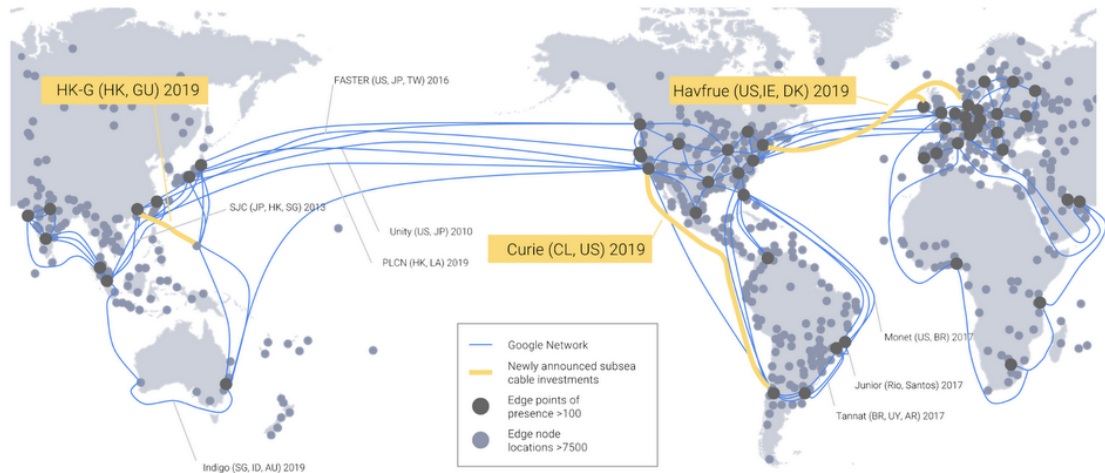 FASTER (US, JP, TW) 2016
HK-G (HK, GU) 2019
Havfrue (US,IE, DK) 2019
SJC (JP, HK, SG) 2013
Unity (US, JP) 2010
Curie (CL, US) 2019
PLCN (HK, LA) 2019
Monet (US, BR) 2017
Google Network
Newly announced subsea
cable investments
Edge points of
presence >100
Edge node
locations >7500
Junior (Rio, Santos) 2017
Tannat (BR, UY, AR) 2017
Indigo (SG, ID, AU) 2019